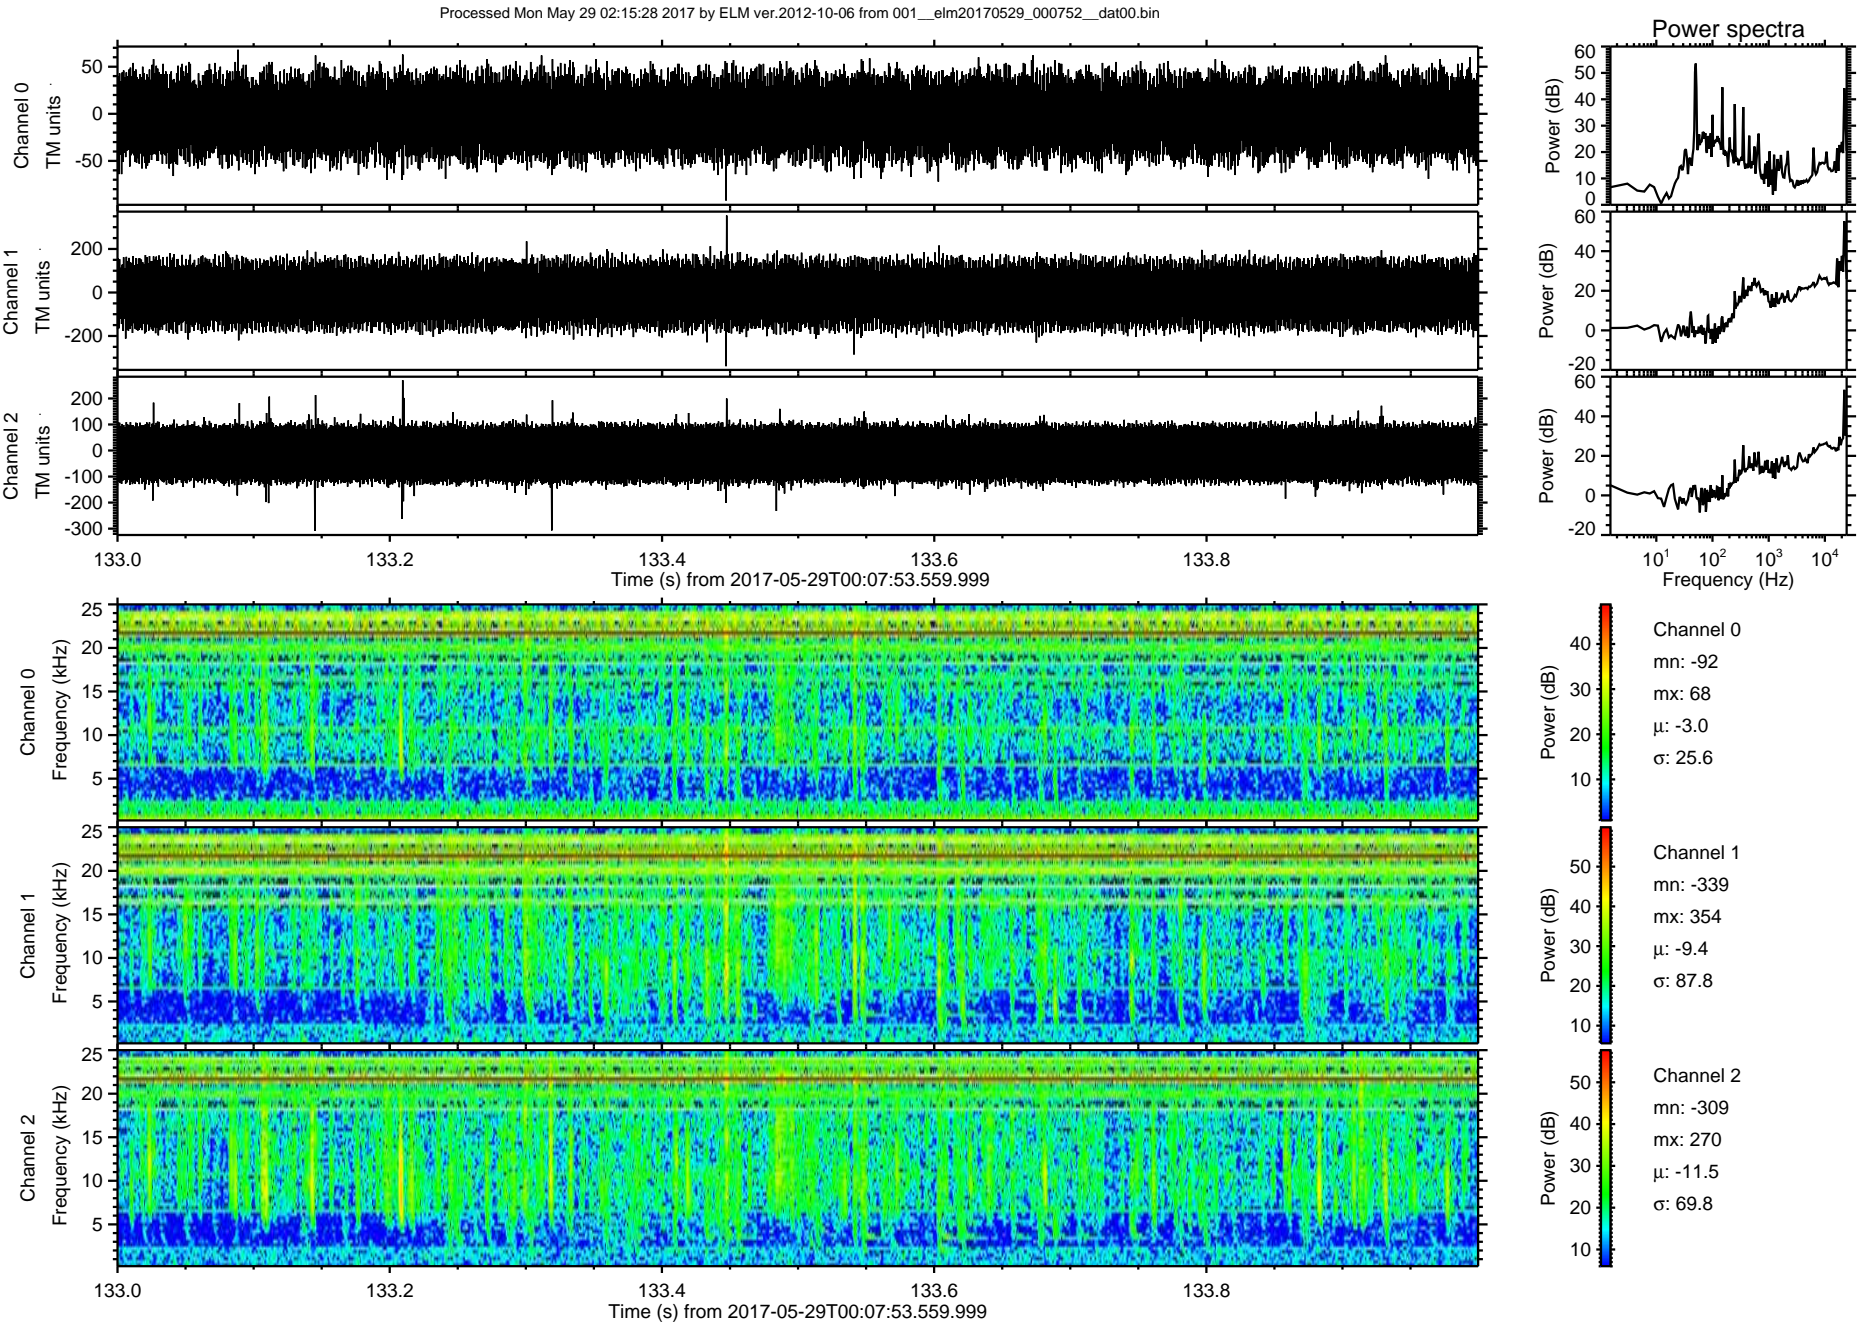 Processed Mon May 29 02:15:28 2017 by ELM ver.2012-10-06 from 001__elm20170529_000752__dat00.bin
Power spectra
Channel 0
TM units
50
0
-50
Power (dB)
60
50
40
30
20
10
0
Channel 1
TM units
200
0
-200
Power (dB)
60
40
20
0
-20
Channel 2
TM units
200
100
0
-100
-200
-300
Power (dB)
60
40
20
0
-20
133.0 133.2 133.4 133.6 133.8
Time (s) from 2017-05-29T00:07:53.559.999
10¹ 10² 10³ 10⁴
Frequency (Hz)
Channel 0
Frequency (kHz)
25
20
15
10
5
Power (dB)
40
30
20
10
Channel 0
mn: -92
mx: 68
µ: -3.0
σ: 25.6
Channel 1
Frequency (kHz)
25
20
15
10
5
Power (dB)
50
40
30
20
10
Channel 1
mn: -339
mx: 354
µ: -9.4
σ: 87.8
Channel 2
Frequency (kHz)
25
20
15
10
5
Power (dB)
50
40
30
20
10
Channel 2
mn: -309
mx: 270
µ: -11.5
σ: 69.8
133.0 133.2 133.4 133.6 133.8
Time (s) from 2017-05-29T00:07:53.559.999